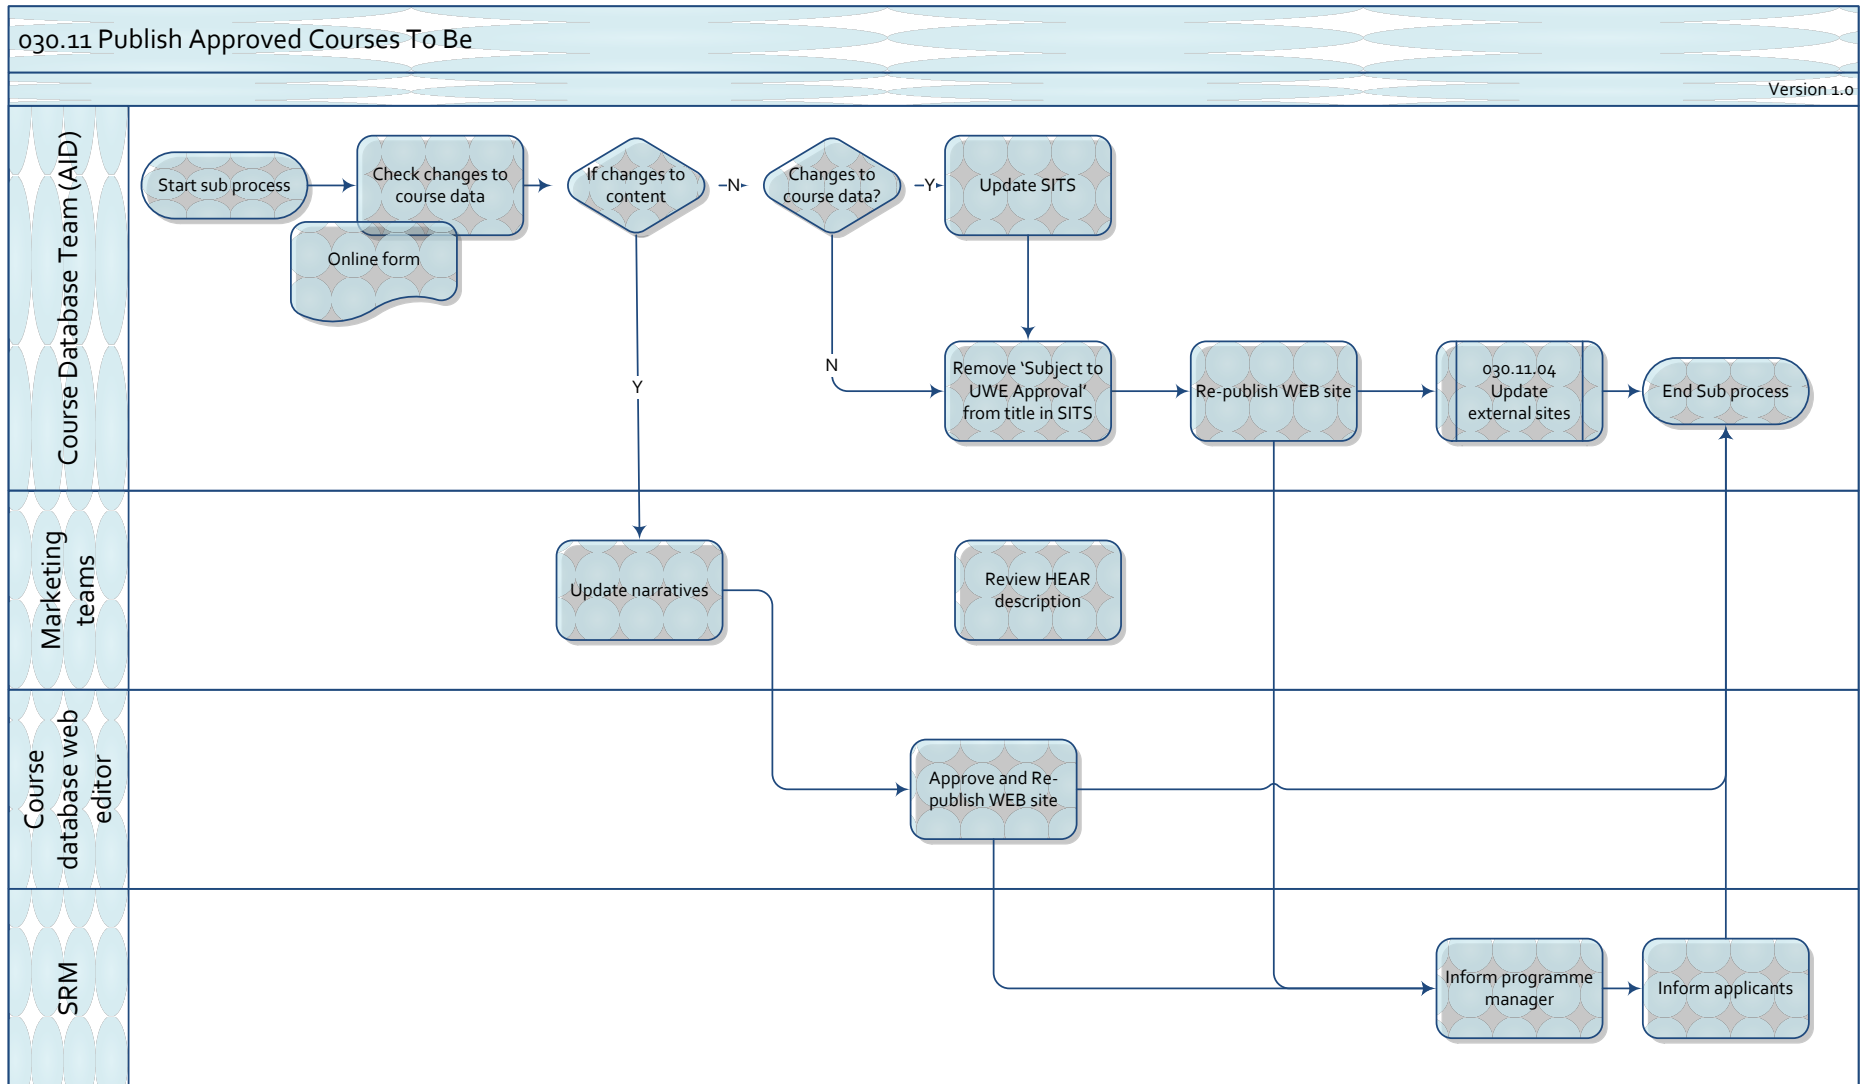 030.11 Publish Approved Courses To Be
Version 1.0
Course Database Team (AID)
Start sub process
Check changes to
course data
Online form
If changes to
content
N
Changes to
course data?
Y
Update SITS
Y
N
Remove ‘Subject to
UWE Approval’
from title in SITS
Re-publish WEB site
030.11.04
Update
external sites
End Sub process
Marketing
teams
Update narratives
Review HEAR
description
Course
database web
editor
Approve and Re-
publish WEB site
SRM
Inform programme
manager
Inform applicants